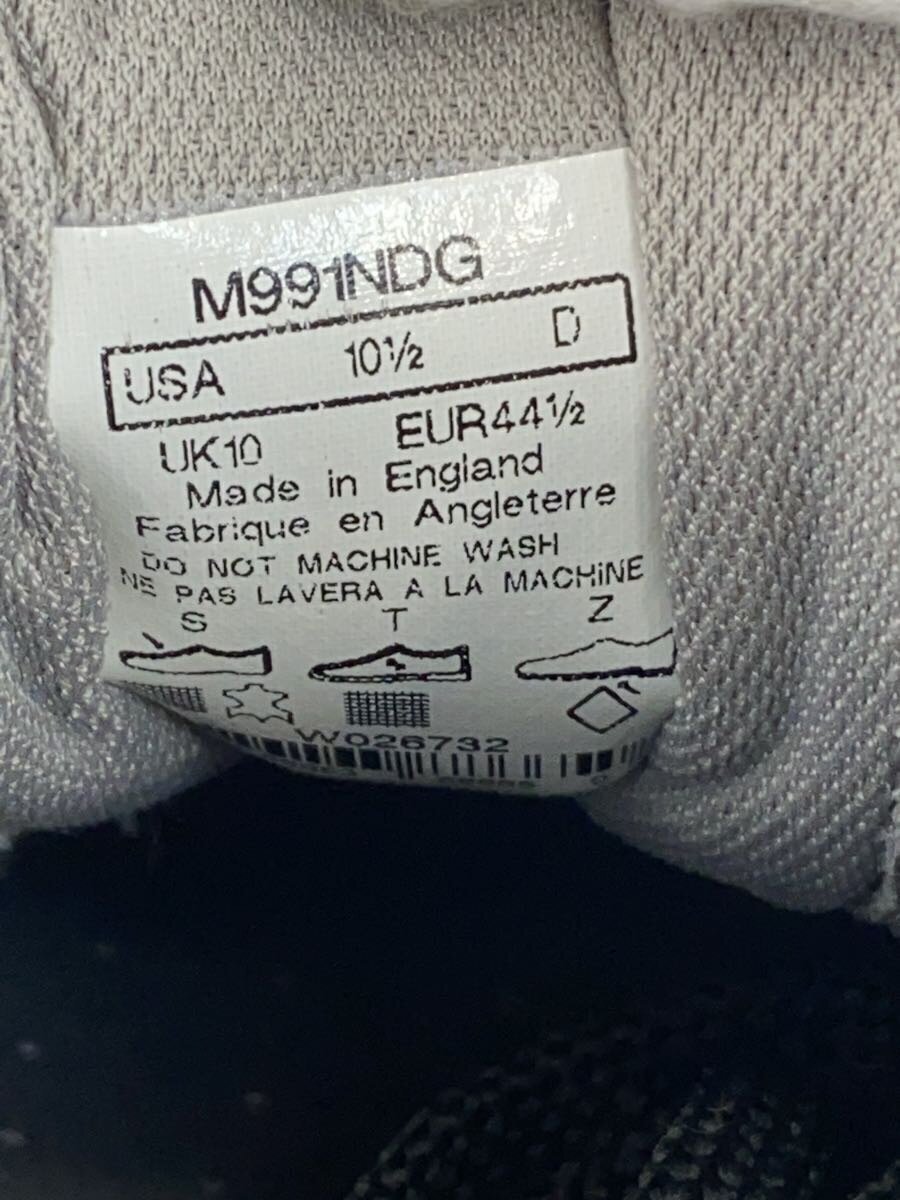 M991NDG
USA 10½ D
UK10 EUR44½
Made in England
Fabrique en Angleterre
DO NOT MACHINE WASH
NE PAS LAVERA A LA MACHiNE
S T Z
W026732